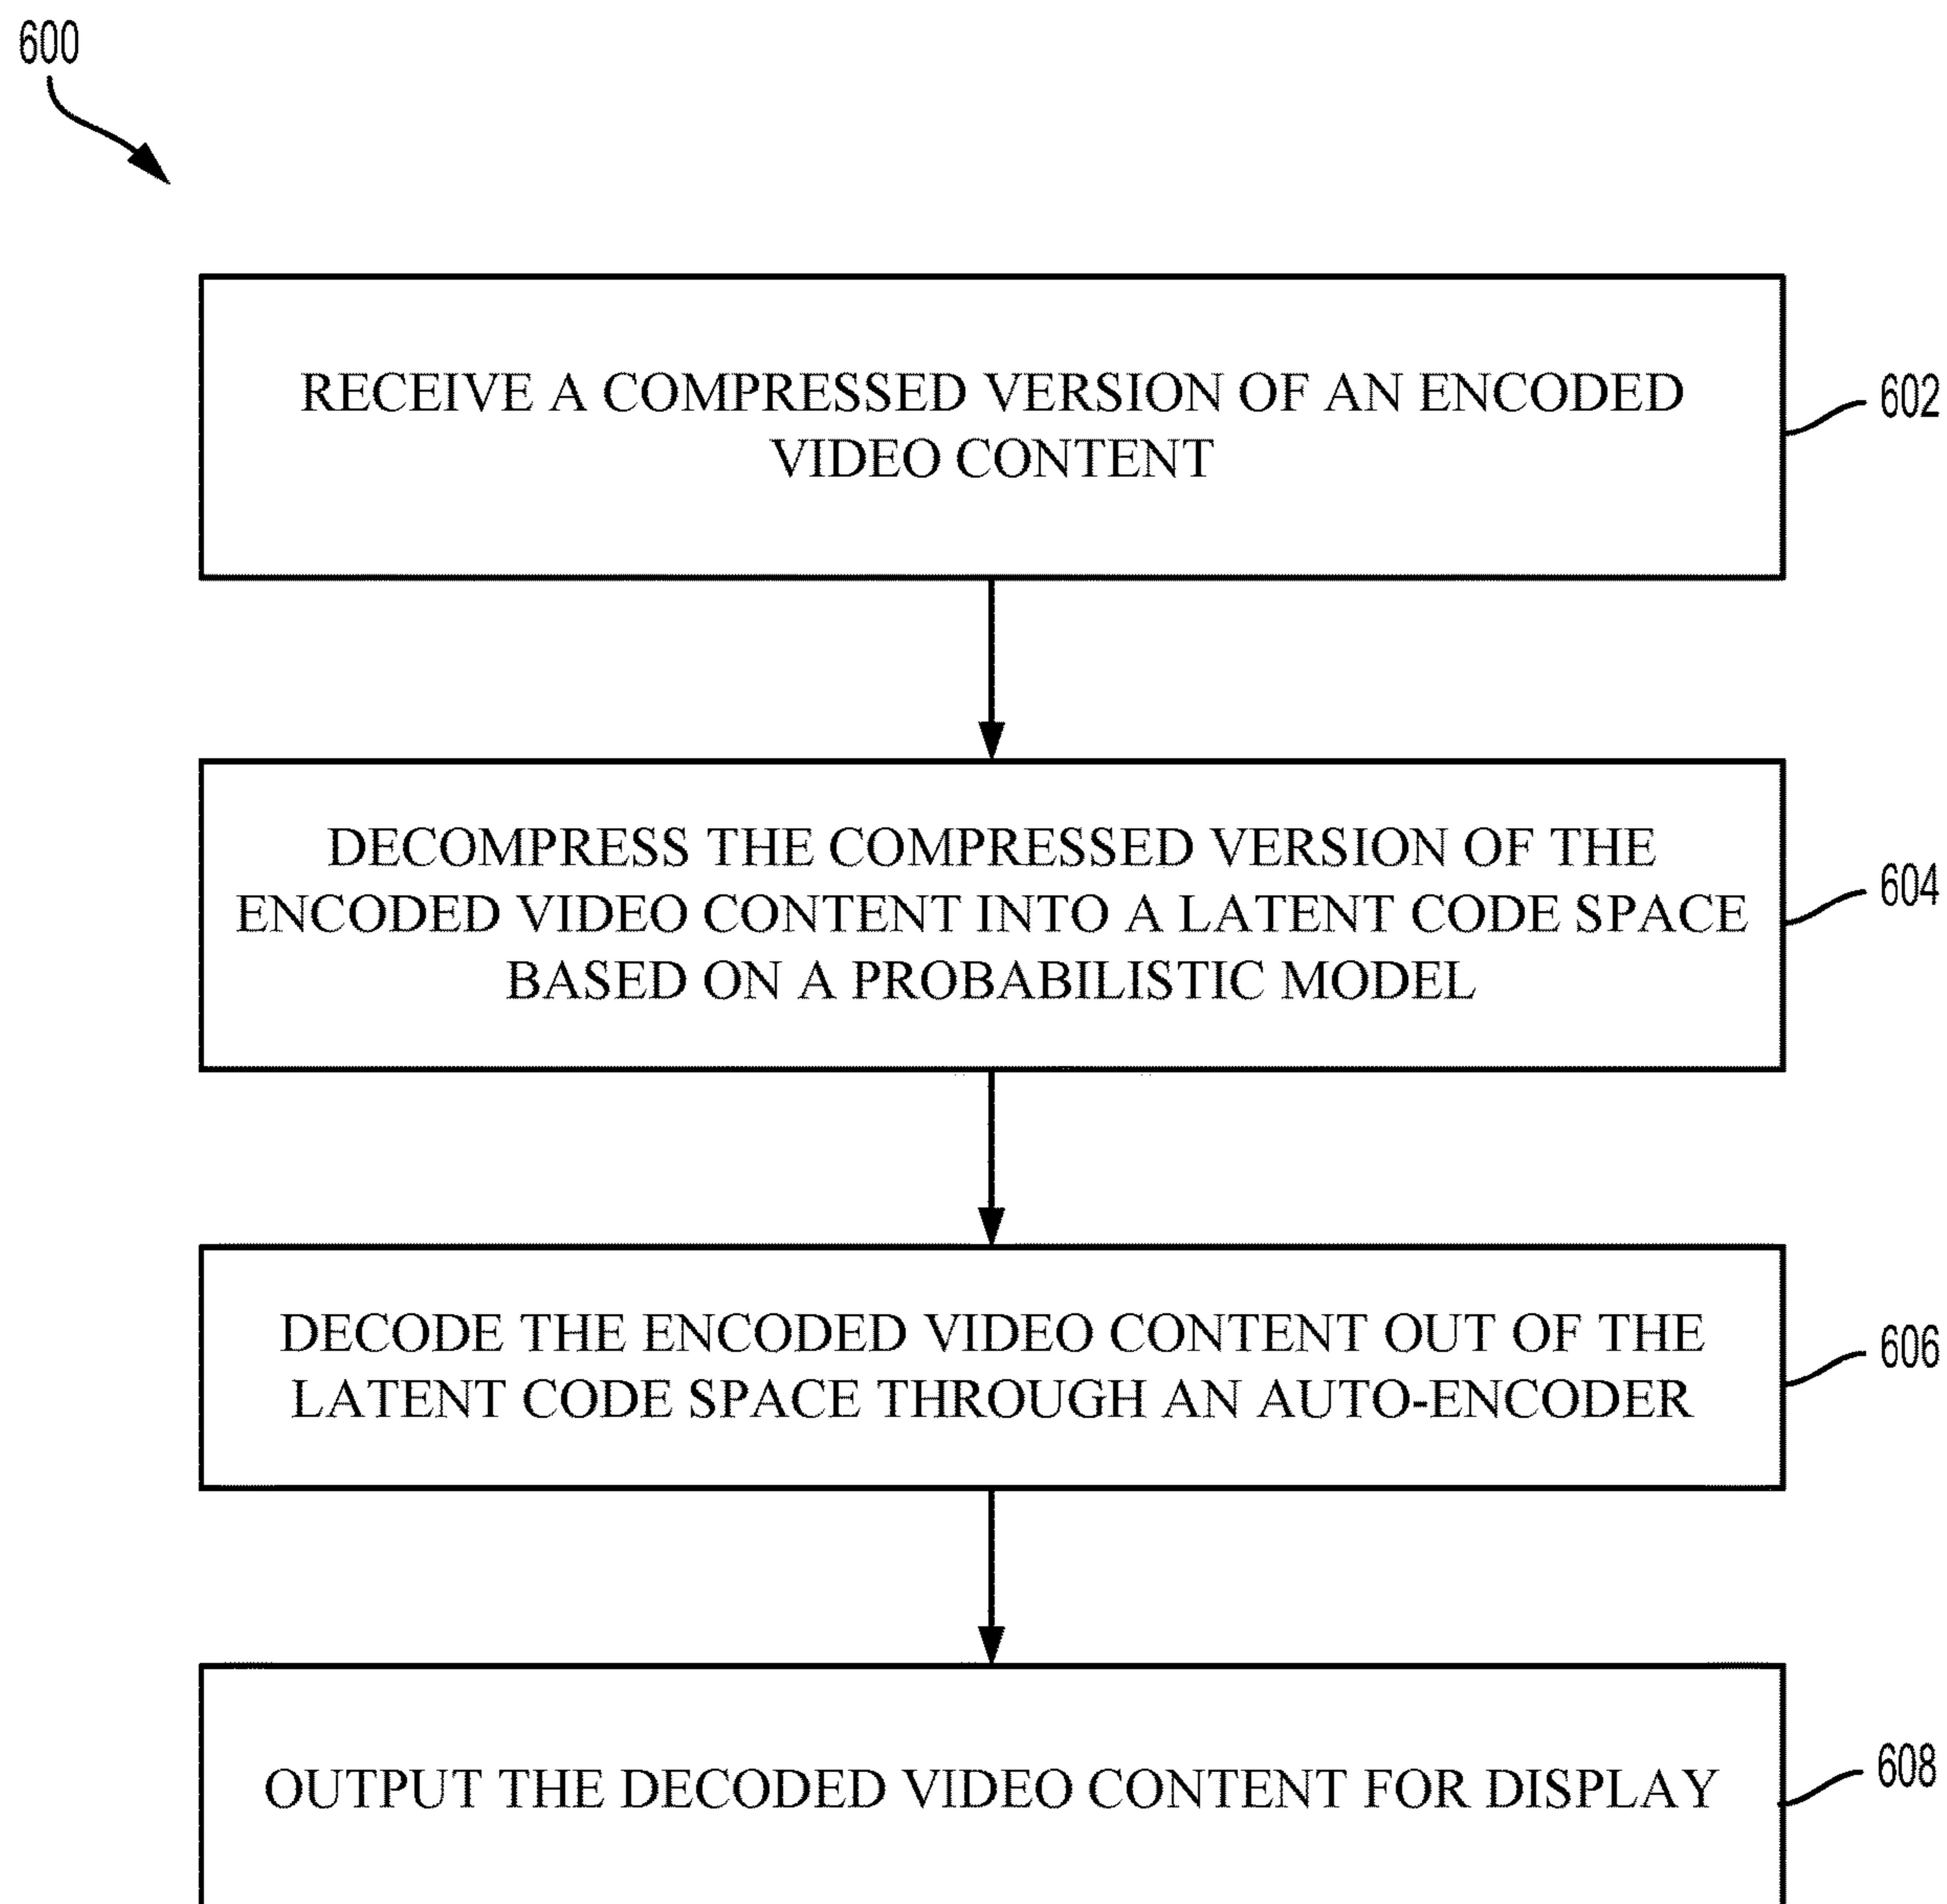 600
RECEIVE A COMPRESSED VERSION OF AN ENCODED
VIDEO CONTENT
602
DECOMPRESS THE COMPRESSED VERSION OF THE
ENCODED VIDEO CONTENT INTO A LATENT CODE SPACE
BASED ON A PROBABILISTIC MODEL
604
DECODE THE ENCODED VIDEO CONTENT OUT OF THE
LATENT CODE SPACE THROUGH AN AUTO-ENCODER
606
OUTPUT THE DECODED VIDEO CONTENT FOR DISPLAY
608